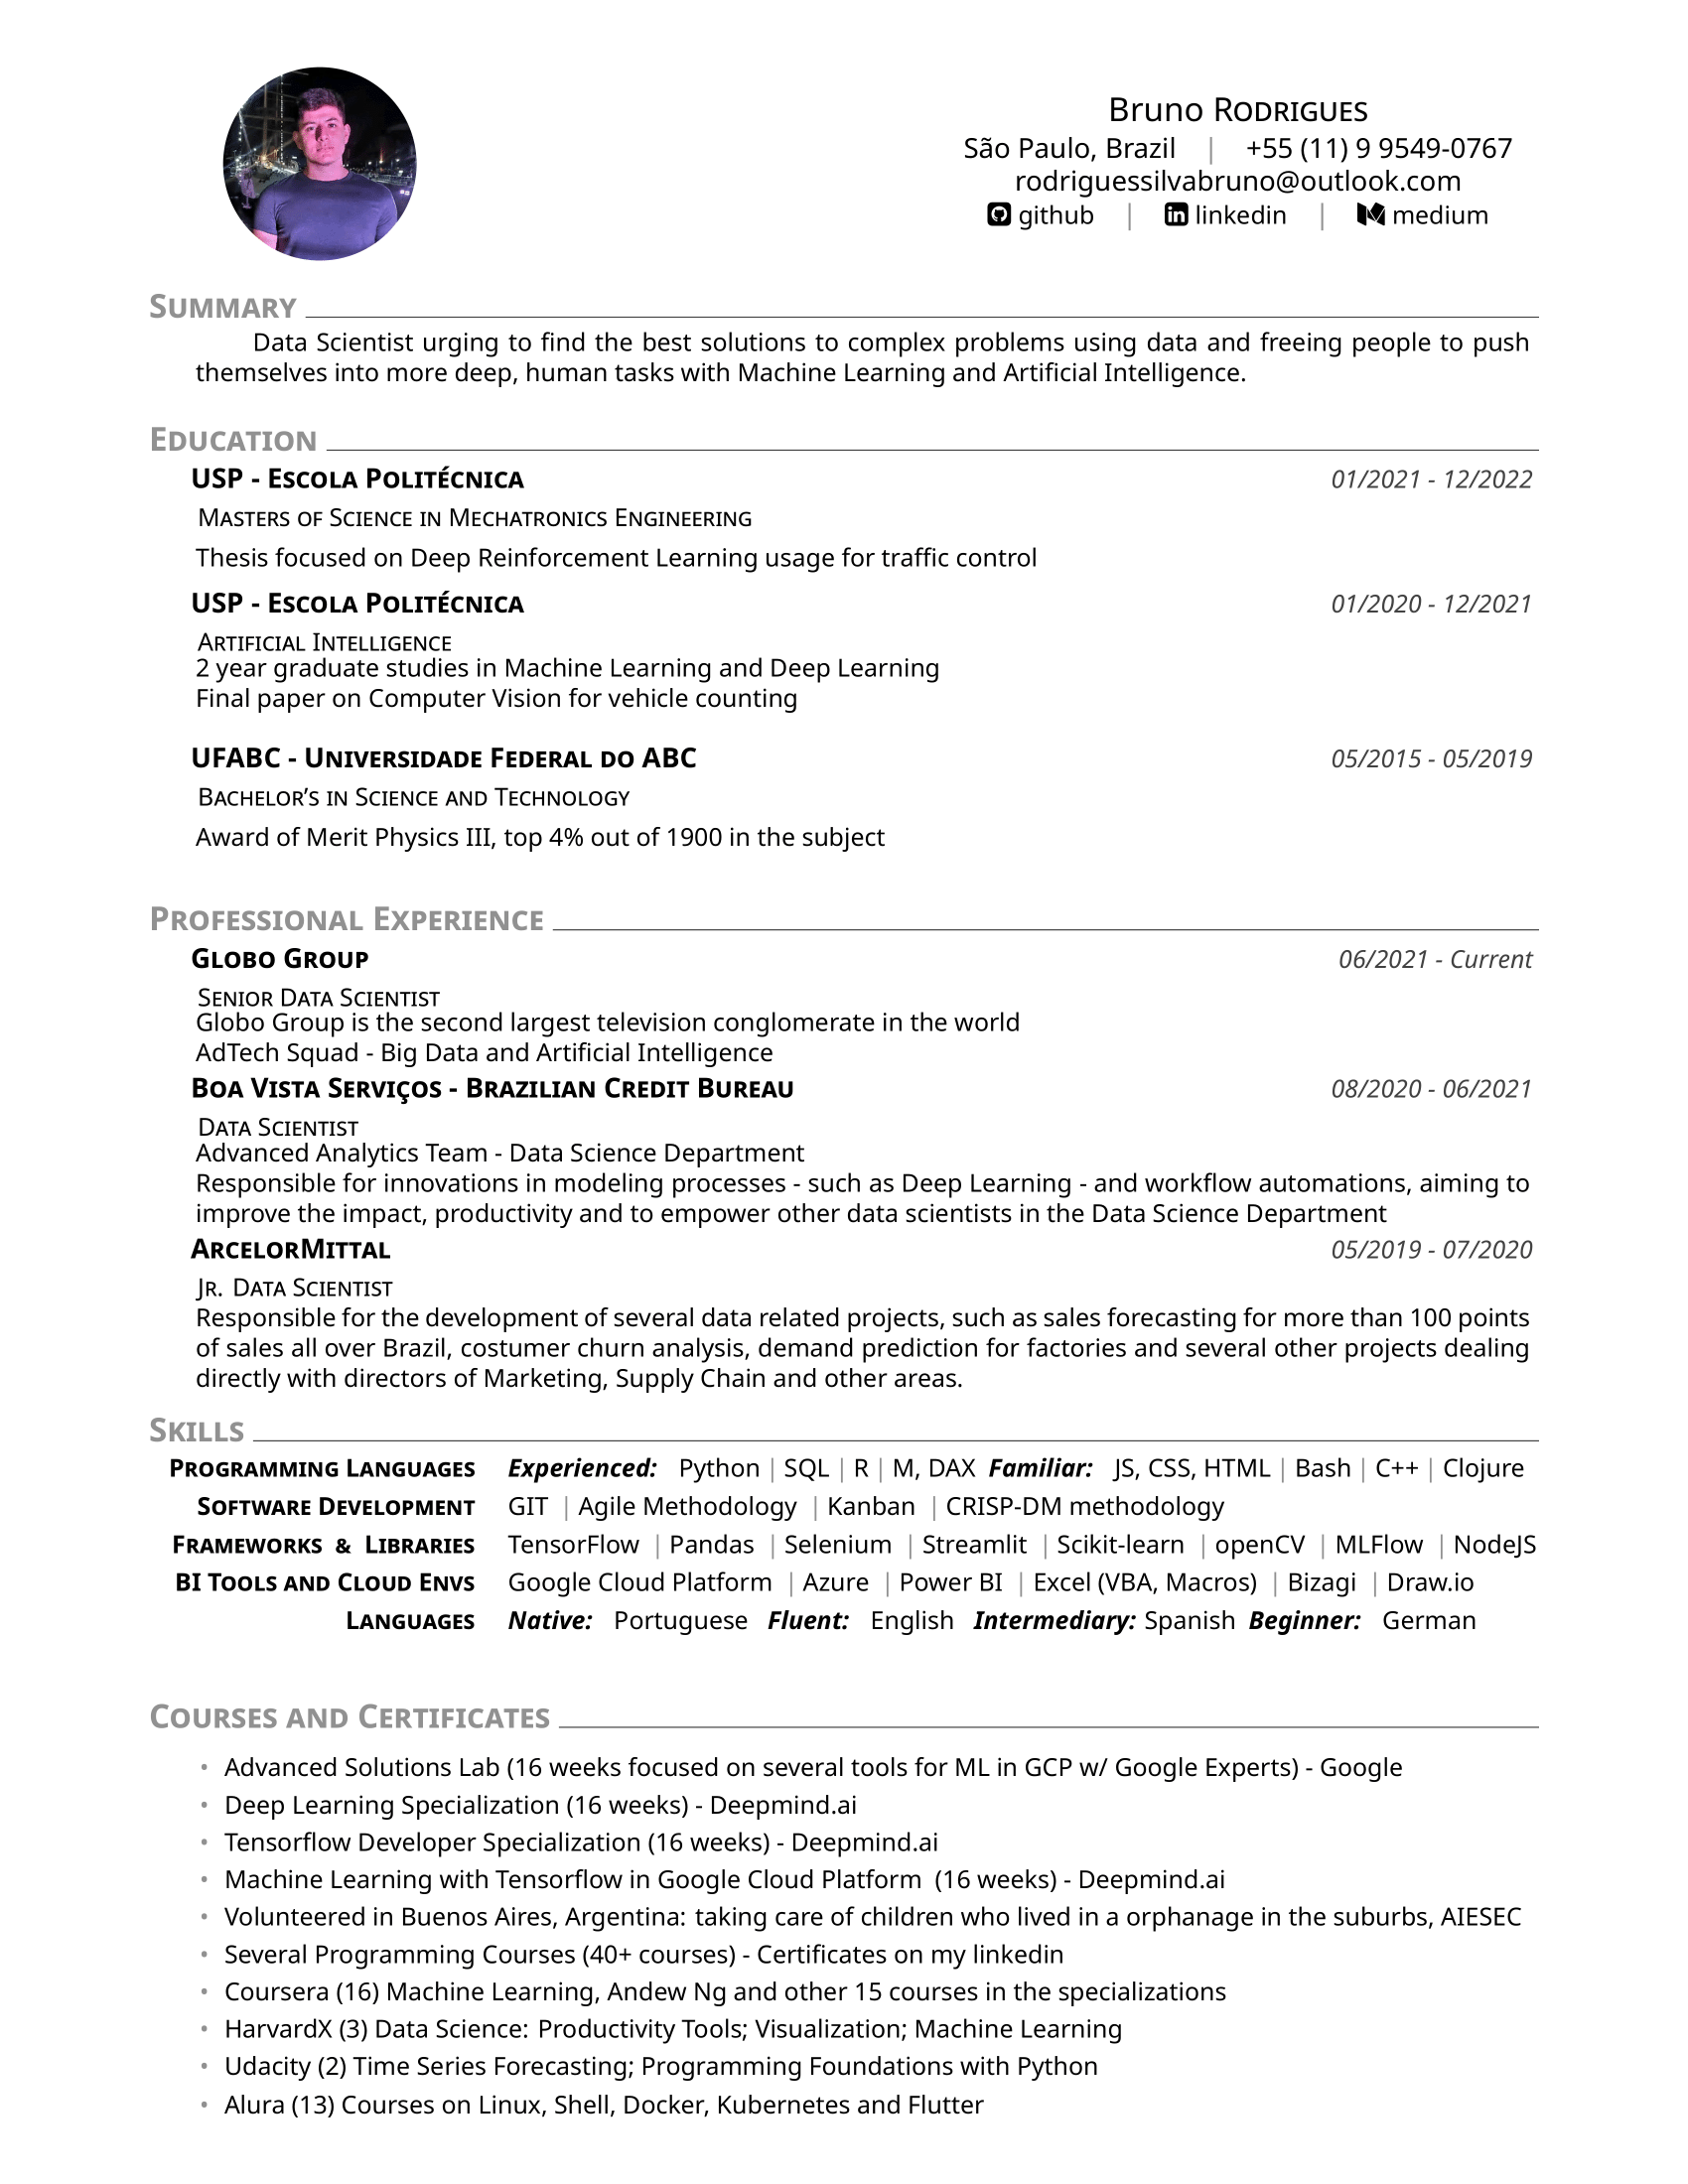 Bruno Rodrigues
São Paulo, Brazil | +55 (11) 9 9549-0767
rodriguessilvabruno@outlook.com
github | linkedin | medium
Summary
Data Scientist urging to find the best solutions to complex problems using data and freeing people to push
themselves into more deep, human tasks with Machine Learning and Artificial Intelligence.
Education
USP - Escola Politécnica 01/2021 - 12/2022
Masters of Science in Mechatronics Engineering
Thesis focused on Deep Reinforcement Learning usage for traffic control
USP - Escola Politécnica 01/2020 - 12/2021
Artificial Intelligence
2 year graduate studies in Machine Learning and Deep Learning
Final paper on Computer Vision for vehicle counting
UFABC - Universidade Federal do ABC 05/2015 - 05/2019
Bachelor's in Science and Technology
Award of Merit Physics III, top 4% out of 1900 in the subject
Professional Experience
Globo Group 06/2021 - Current
Senior Data Scientist
Globo Group is the second largest television conglomerate in the world
AdTech Squad - Big Data and Artificial Intelligence
Boa Vista Serviços - Brazilian Credit Bureau 08/2020 - 06/2021
Data Scientist
Advanced Analytics Team - Data Science Department
Responsible for innovations in modeling processes - such as Deep Learning - and workflow automations, aiming to
improve the impact, productivity and to empower other data scientists in the Data Science Department
ArcelorMittal 05/2019 - 07/2020
Jr. Data Scientist
Responsible for the development of several data related projects, such as sales forecasting for more than 100 points
of sales all over Brazil, costumer churn analysis, demand prediction for factories and several other projects dealing
directly with directors of Marketing, Supply Chain and other areas.
Skills
Programming Languages Experienced: Python | SQL | R | M, DAX Familiar: JS, CSS, HTML | Bash | C++ | Clojure
Software Development GIT | Agile Methodology | Kanban | CRISP-DM methodology
Frameworks & Libraries TensorFlow | Pandas | Selenium | Streamlit | Scikit-learn | openCV | MLFlow | NodeJS
BI Tools and Cloud Envs Google Cloud Platform | Azure | Power BI | Excel (VBA, Macros) | Bizagi | Draw.io
Languages Native: Portuguese Fluent: English Intermediary: Spanish Beginner: German
Courses and Certificates
• Advanced Solutions Lab (16 weeks focused on several tools for ML in GCP w/ Google Experts) - Google
• Deep Learning Specialization (16 weeks) - Deepmind.ai
• Tensorflow Developer Specialization (16 weeks) - Deepmind.ai
• Machine Learning with Tensorflow in Google Cloud Platform (16 weeks) - Deepmind.ai
• Volunteered in Buenos Aires, Argentina: taking care of children who lived in a orphanage in the suburbs, AIESEC
• Several Programming Courses (40+ courses) - Certificates on my linkedin
• Coursera (16) Machine Learning, Andew Ng and other 15 courses in the specializations
• HarvardX (3) Data Science: Productivity Tools; Visualization; Machine Learning
• Udacity (2) Time Series Forecasting; Programming Foundations with Python
• Alura (13) Courses on Linux, Shell, Docker, Kubernetes and Flutter